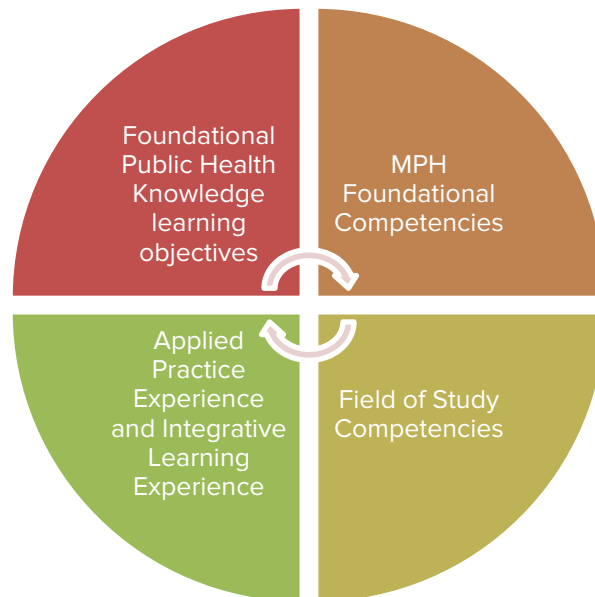 Foundational
Public Health
Knowledge
learning
objectives
MPH
Foundational
Competencies
Applied
Practice
Experience
and Integrative
Learning
Experience
Field of Study
Competencies